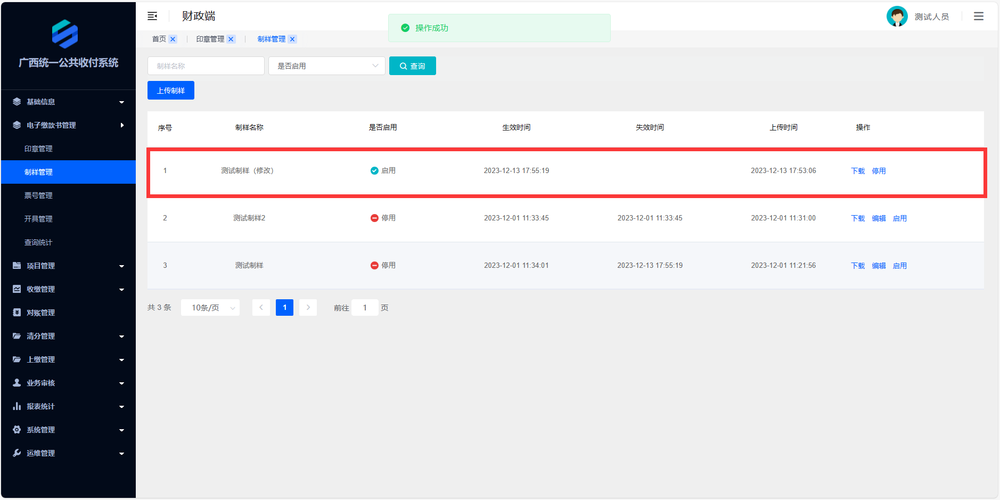 广西统一公共收付系统
基础信息
电子缴款书管理
印章管理
制样管理
票号管理
开具管理
查询统计
项目管理
收缴管理
对账管理
清分管理
上缴管理
业务审核
报表统计
系统管理
运维管理
财政端
操作成功
测试人员
首页 印章管理 制样管理
制样名称 是否启用 查询
上传制样
序号 制样名称 是否启用 生效时间 失效时间 上传时间 操作
1 测试制样（修改） 启用 2023-12-13 17:55:19 2023-12-13 17:53:06 下载 停用
2 测试制样2 停用 2023-12-01 11:33:45 2023-12-01 11:33:45 2023-12-01 11:31:00 下载 编辑 启用
3 测试制样 停用 2023-12-01 11:34:01 2023-12-13 17:55:19 2023-12-01 11:21:56 下载 编辑 启用
共 3 条 10条/页 1 前往 1 页